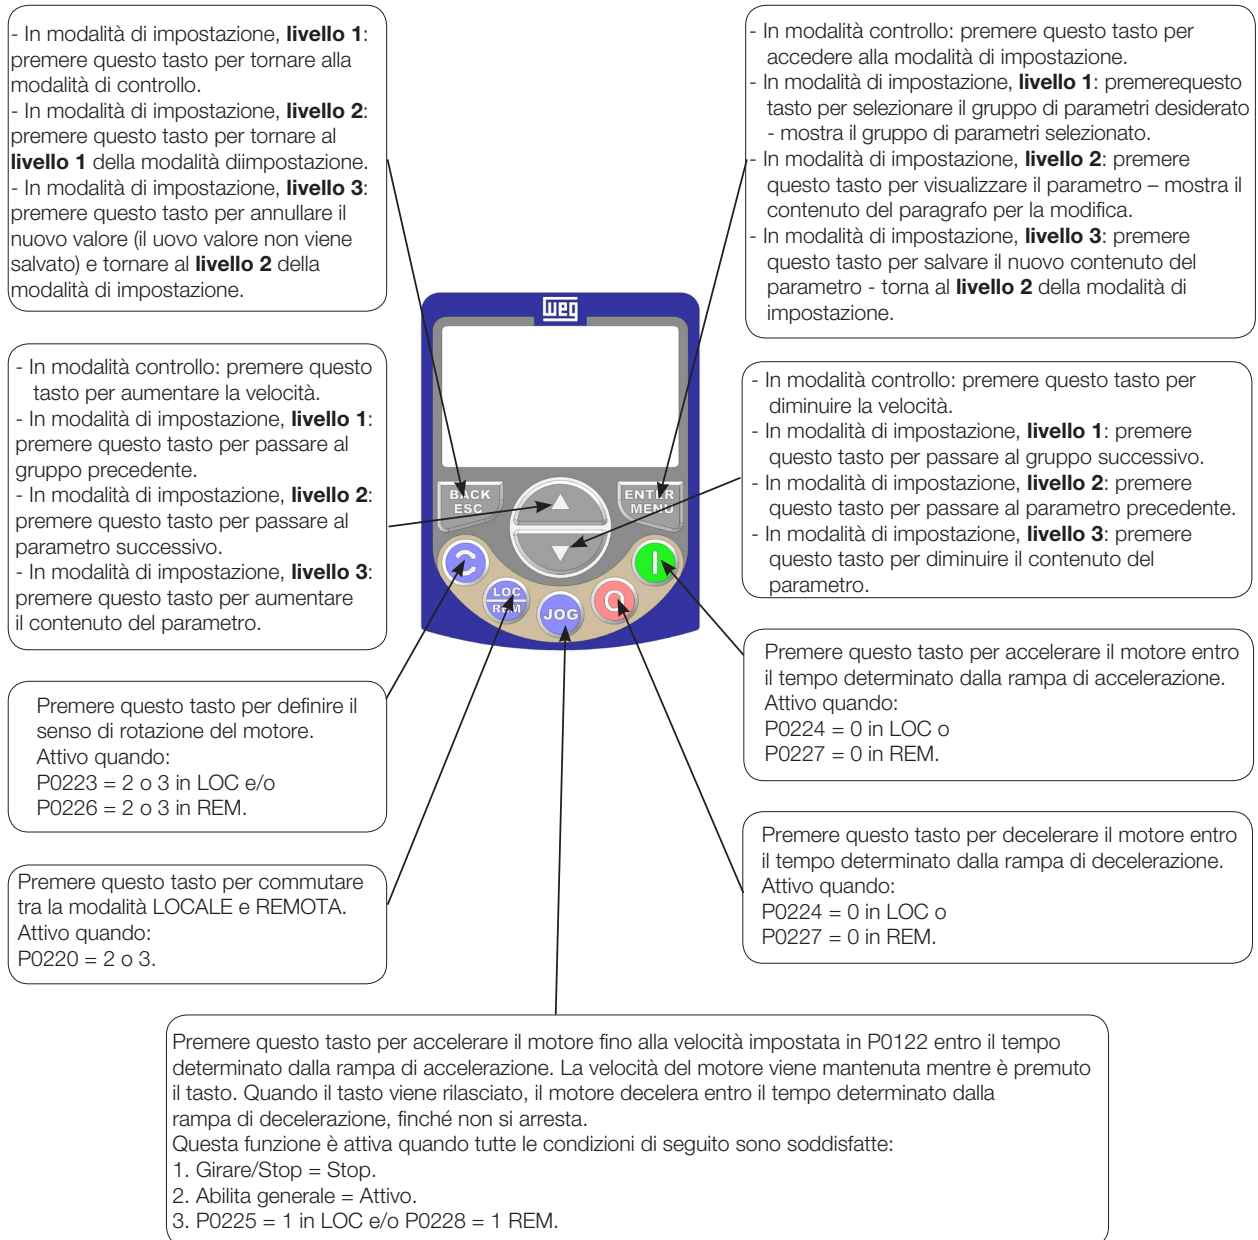 - In modalità di impostazione, livello 1:
premere questo tasto per tornare alla
modalità di controllo.
- In modalità di impostazione, livello 2:
premere questo tasto per tornare al
livello 1 della modalità diimpostazione.
- In modalità di impostazione, livello 3:
premere questo tasto per annullare il
nuovo valore (il uovo valore non viene
salvato) e tornare al livello 2 della
modalità di impostazione.
- In modalità controllo: premere questo tasto per
accedere alla modalità di impostazione.
- In modalità di impostazione, livello 1: premerequesto
tasto per selezionare il gruppo di parametri desiderato
- mostra il gruppo di parametri selezionato.
- In modalità di impostazione, livello 2: premere
questo tasto per visualizzare il parametro – mostra il
contenuto del paragrafo per la modifica.
- In modalità di impostazione, livello 3: premere
questo tasto per salvare il nuovo contenuto del
parametro - torna al livello 2 della modalità di
impostazione.
- In modalità controllo: premere questo
tasto per aumentare la velocità.
- In modalità di impostazione, livello 1:
premere questo tasto per passare al
gruppo precedente.
- In modalità di impostazione, livello 2:
premere questo tasto per passare al
parametro successivo.
- In modalità di impostazione, livello 3:
premere questo tasto per aumentare
il contenuto del parametro.
weg
BACK
ESC
ENTER
MENU
LOC
REM
JOG
- In modalità controllo: premere questo tasto per
diminuire la velocità.
- In modalità di impostazione, livello 1: premere
questo tasto per passare al gruppo successivo.
- In modalità di impostazione, livello 2: premere
questo tasto per passare al parametro precedente.
- In modalità di impostazione, livello 3: premere
questo tasto per diminuire il contenuto del
parametro.
Premere questo tasto per definire il
senso di rotazione del motore.
Attivo quando:
P0223 = 2 o 3 in LOC e/o
P0226 = 2 o 3 in REM.
Premere questo tasto per accelerare il motore entro
il tempo determinato dalla rampa di accelerazione.
Attivo quando:
P0224 = 0 in LOC o
P0227 = 0 in REM.
Premere questo tasto per commutare
tra la modalità LOCALE e REMOTA.
Attivo quando:
P0220 = 2 o 3.
Premere questo tasto per decelerare il motore entro
il tempo determinato dalla rampa di decelerazione.
Attivo quando:
P0224 = 0 in LOC o
P0227 = 0 in REM.
Premere questo tasto per accelerare il motore fino alla velocità impostata in P0122 entro il tempo
determinato dalla rampa di accelerazione. La velocità del motore viene mantenuta mentre è premuto
il tasto. Quando il tasto viene rilasciato, il motore decelera entro il tempo determinato dalla
rampa di decelerazione, finché non si arresta.
Questa funzione è attiva quando tutte le condizioni di seguito sono soddisfatte:
1. Girare/Stop = Stop.
2. Abilita generale = Attivo.
3. P0225 = 1 in LOC e/o P0228 = 1 REM.